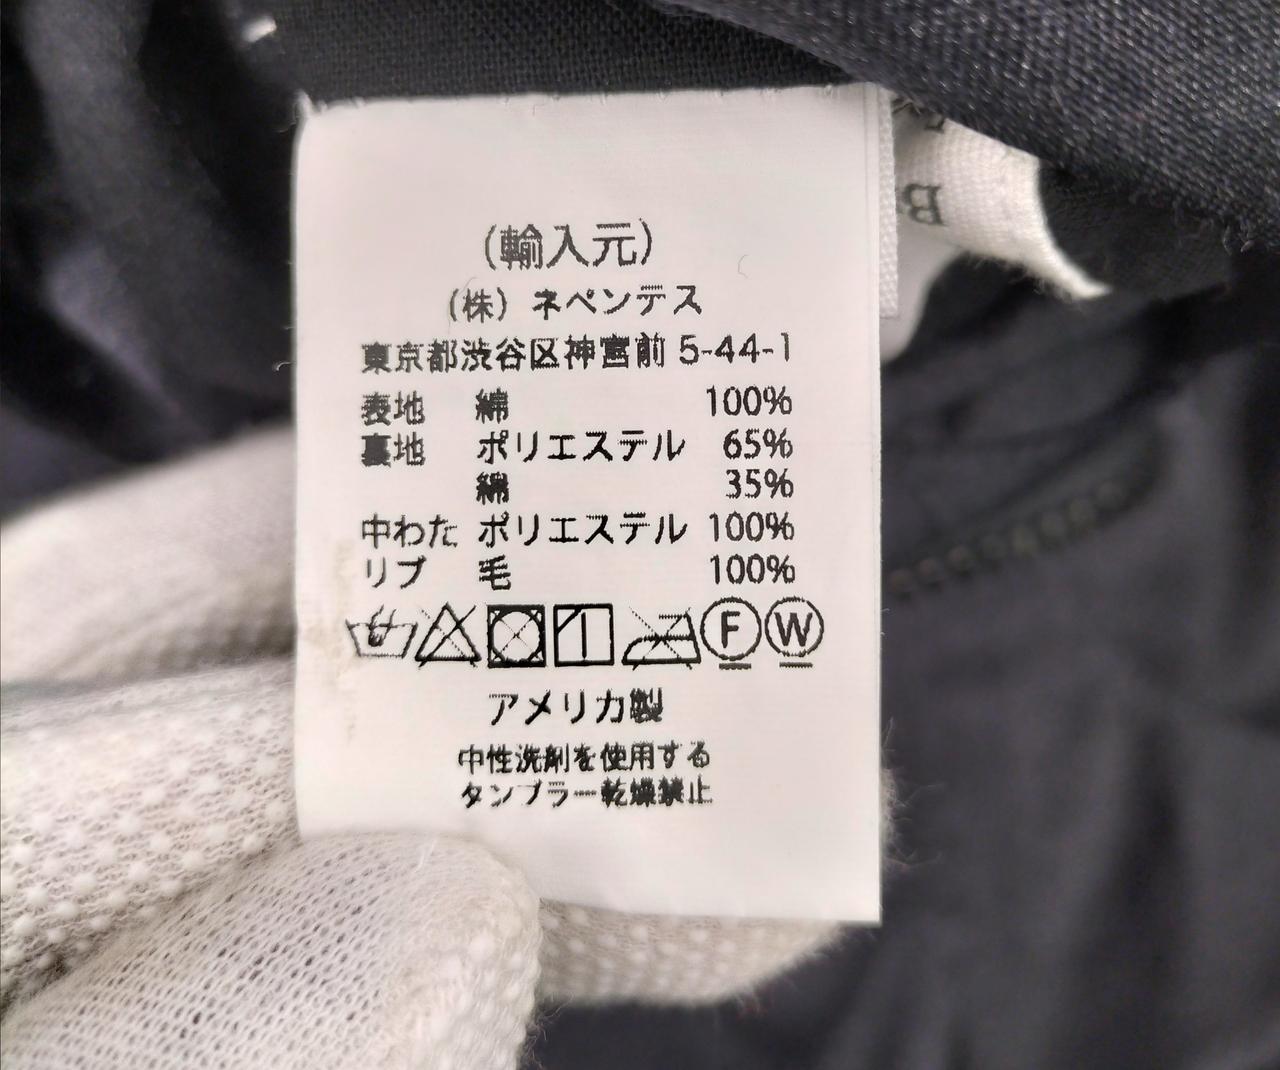 (輸入元)
(株) ネペンテス
東京都渋谷区神宮前 5-44-1
表地 綿 100%
裏地 ポリエステル 65%
綿 35%
中わた ポリエステル 100%
リブ 毛 100%
F W
アメリカ製
中性洗剤を使用する
タンブラー乾燥禁止
B